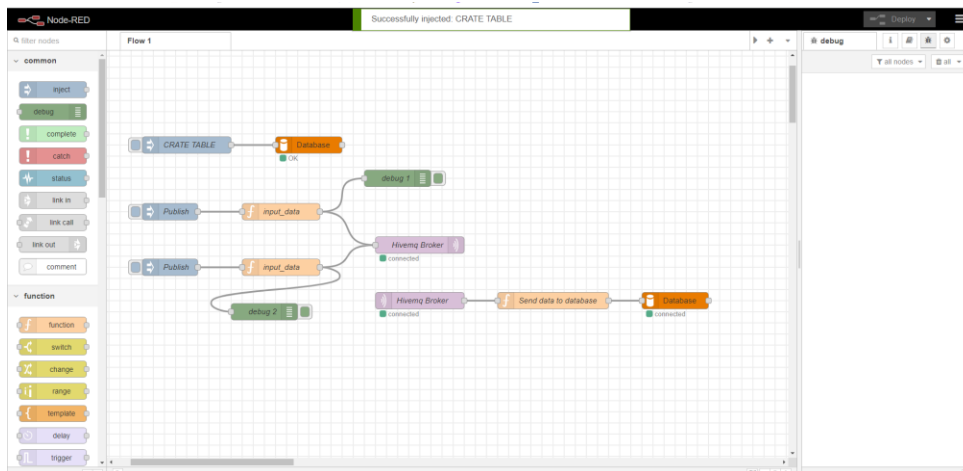 Node-RED
Successfully injected: CRATE TABLE
Deploy
filter nodes
Flow 1
debug
i
all nodes
all
common
inject
debug
complete
catch
status
link in
link call
link out
comment
function
function
switch
change
range
template
delay
trigger
CRATE TABLE
Database
OK
debug 1
Publish
input_data
Hivemq Broker
connected
Publish
input_data
debug 2
Hivemq Broker
connected
Send data to database
Database
connected